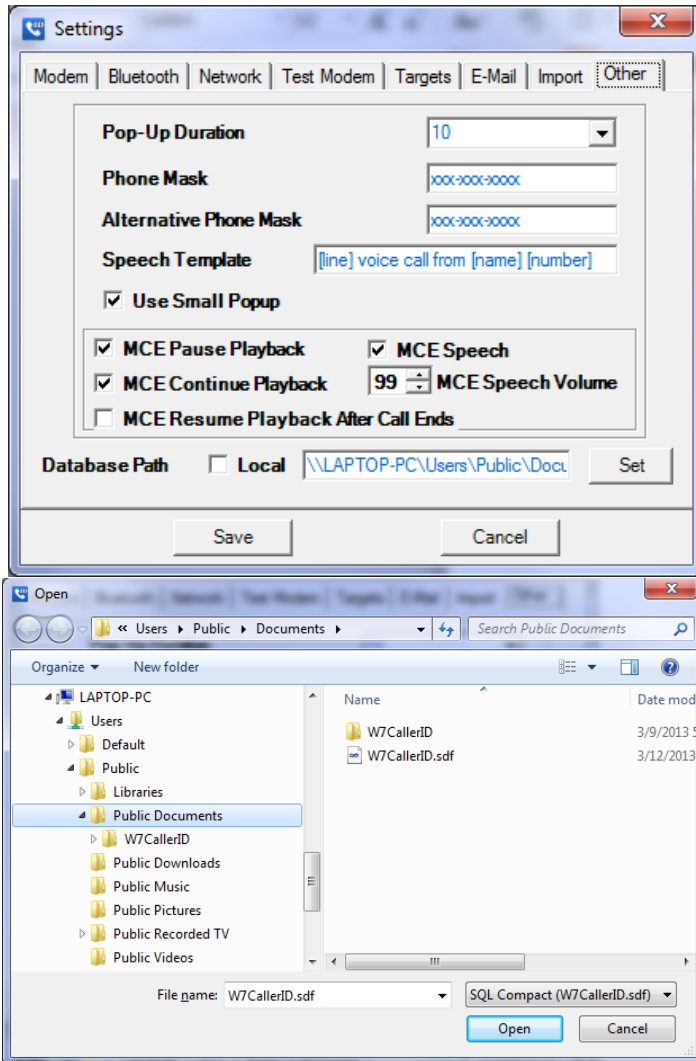 Settings
Modem Bluetooth Network Test Modem Targets E-Mail Import Other
Pop-Up Duration 10
Phone Mask xxx-xxx-xxxx
Alternative Phone Mask xxx-xxx-xxxx
Speech Template [line] voice call from [name] [number]
Use Small Popup
MCE Pause Playback MCE Speech
MCE Continue Playback 99 MCE Speech Volume
MCE Resume Playback After Call Ends
Database Path Local \\LAPTOP-PC\Users\Public\Docu Set
Save Cancel
Open
« Users Public Documents Search Public Documents
Organize New folder
LAPTOP-PC Name Date mod
Users
Default W7CallerID 3/9/2013 5
Public W7CallerID.sdf 3/12/2013
Libraries
Public Documents
W7CallerID
Public Downloads
Public Music
Public Pictures
Public Recorded TV
Public Videos
File name: W7CallerID.sdf SQL Compact (W7CallerID.sdf)
Open Cancel